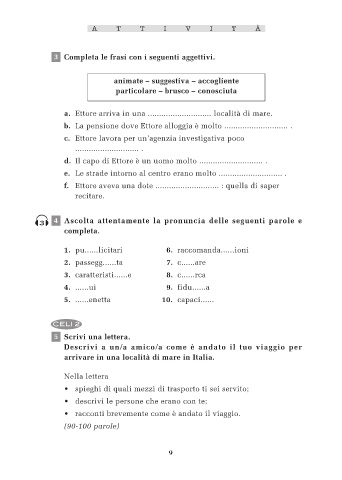 ATTIVITÀ
3 Completa le frasi con i seguenti aggettivi.
animate – suggestiva – accogliente
particolare – brusco – conosciuta
a. Ettore arriva in una ............................ località di mare.
b. La pensione dove Ettore alloggia è molto ............................ .
c. Ettore lavora per un'agenzia investigativa poco
............................ .
d. Il capo di Ettore è un uomo molto ............................ .
e. Le strade intorno al centro erano molto ............................ .
f. Ettore aveva una dote ............................ : quella di saper
recitare.
3 4 Ascolta attentamente la pronuncia delle seguenti parole e
completa.
1. pu......licitari
2. passegg......ta
3. caratteristi......e
4. ......ui
5. ......enetta
6. raccomanda......ioni
7. c......are
8. c......rca
9. fidu......a
10. capaci......
CELI 2
5 Scrivi una lettera.
Descrivi a un/a amico/a come è andato il tuo viaggio per
arrivare in una località di mare in Italia.
Nella lettera
• spieghi di quali mezzi di trasporto ti sei servito;
• descrivi le persone che erano con te;
• racconti brevemente come è andato il viaggio.
(90-100 parole)
9